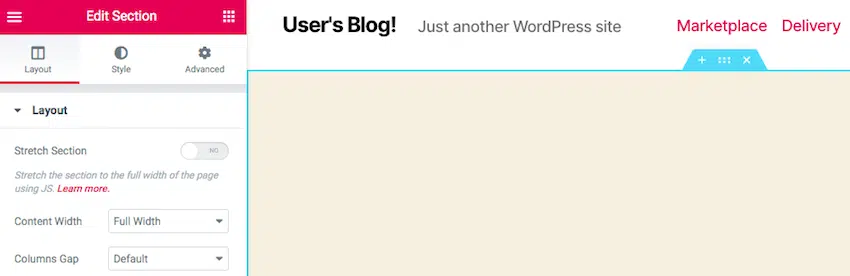 Edit Section
Layout
Style
Advanced
Layout
Stretch Section
NO
Stretch the section to the full width of the page
using JS. Learn more.
Content Width
Full Width
Columns Gap
Default
User's Blog!
Just another WordPress site
Marketplace
Delivery